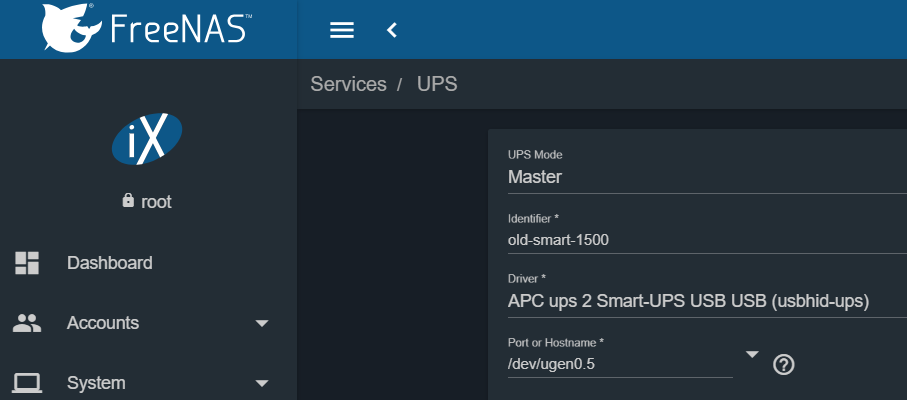 FreeNAS™
Services / UPS
iX
root
Dashboard
Accounts
System
UPS Mode
Master
Identifier *
old-smart-1500
Driver *
APC ups 2 Smart-UPS USB USB (usbhid-ups)
Port or Hostname *
/dev/ugen0.5